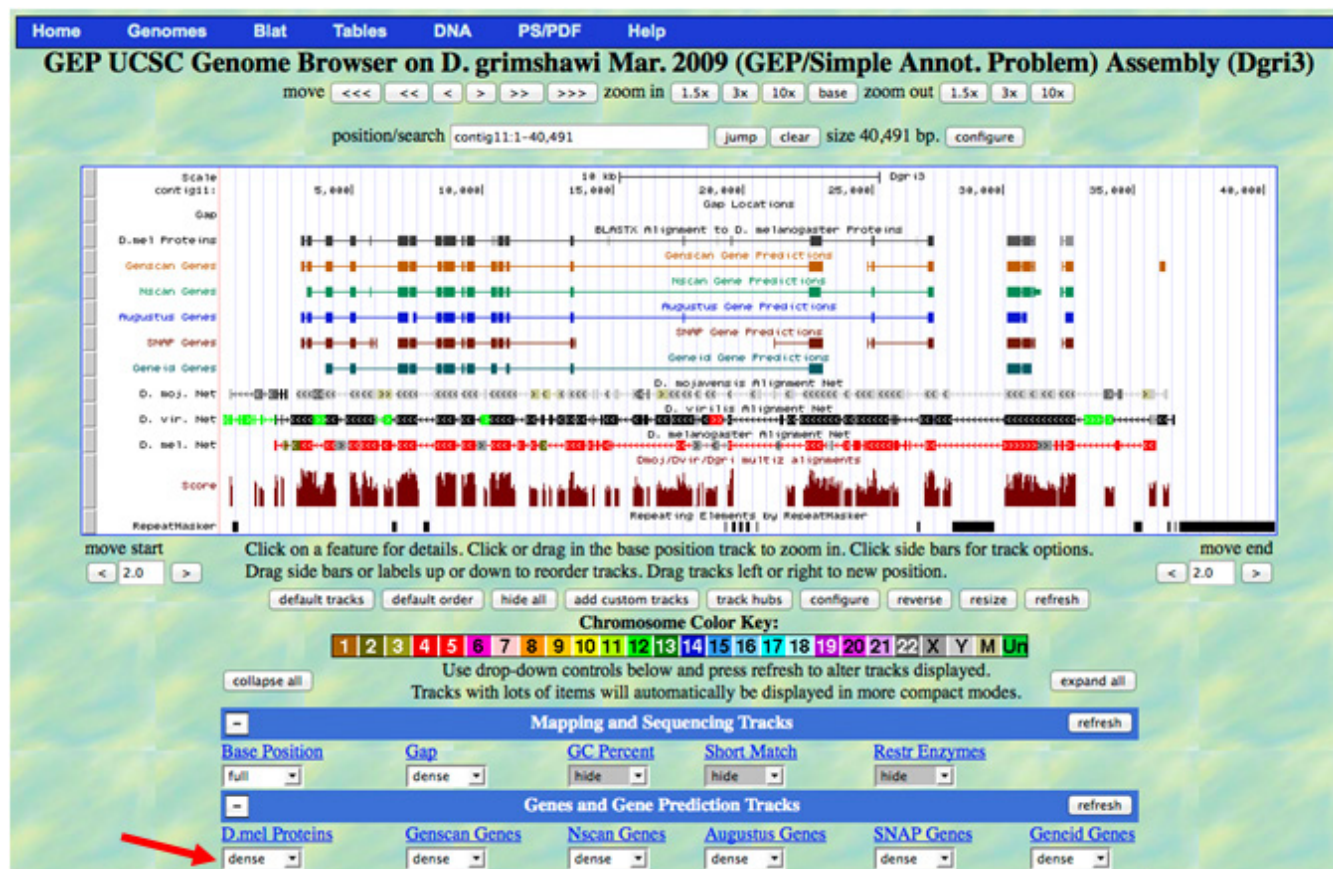 Home Genomes Blat Tables DNA PS/PDF Help
GEP UCSC Genome Browser on D. grimshawi Mar. 2009 (GEP/Simple Annot. Problem) Assembly (Dgri3)
move <<< << < > >> >>> zoom in 1.5x 3x 10x base zoom out 1.5x 3x 10x
position/search contig11:1-40,491 jump clear size 40,491 bp. configure
Scale 10 kb Dgri3
contig11: 5,000 10,000 15,000 20,000 25,000 30,000 35,000 40,000
Gap Locations
Gap
BLASTX Alignment to D. melanogaster Proteins
D.mel Proteins
Genscan Gene Predictions
Genscan Genes
Nscan Gene Predictions
Nscan Genes
Augustus Gene Predictions
Augustus Genes
SNAP Gene Predictions
SNAP Genes
Geneid Gene Predictions
Geneid Genes
D. mojavensis Alignment Net
D. moj. Net
D. virilis Alignment Net
D. vir. Net
D. melanogaster Alignment Net
D. mel. Net
Dmoj/Dvir/Dgri multiz alignments
Score
Repeating Elements by RepeatMasker
RepeatMasker
move start Click on a feature for details. Click or drag in the base position track to zoom in. Click side bars for track options. move end
< 2.0 > Drag side bars or labels up or down to reorder tracks. Drag tracks left or right to new position. < 2.0 >
default tracks default order hide all add custom tracks track hubs configure reverse resize refresh
Chromosome Color Key:
1 2 3 4 5 6 7 8 9 10 11 12 13 14 15 16 17 18 19 20 21 22 X Y M Un
collapse all Use drop-down controls below and press refresh to alter tracks displayed. expand all
Tracks with lots of items will automatically be displayed in more compact modes.
- Mapping and Sequencing Tracks refresh
Base Position Gap GC Percent Short Match Restr Enzymes
full dense hide hide hide
- Genes and Gene Prediction Tracks refresh
D.mel Proteins Genscan Genes Nscan Genes Augustus Genes SNAP Genes Geneid Genes
dense dense dense dense dense dense